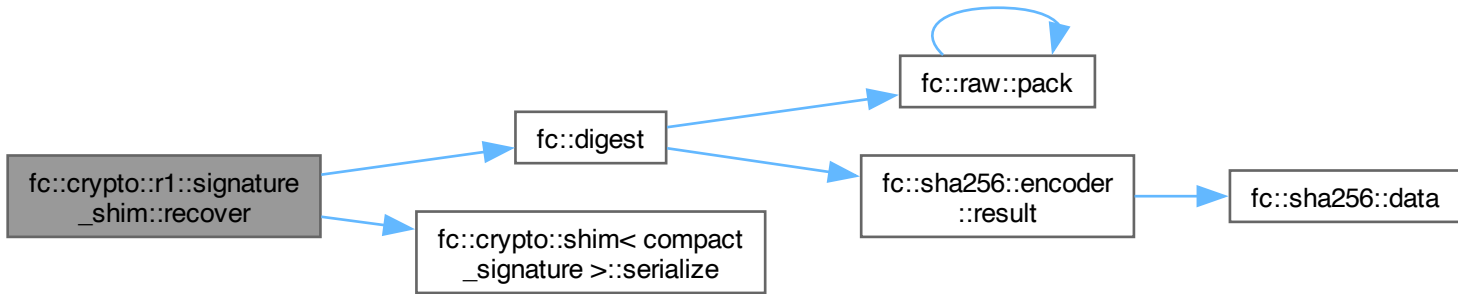 fc::crypto::r1::signature
_shim::recover
fc::digest
fc::raw::pack
fc::sha256::encoder
::result
fc::sha256::data
fc::crypto::shim< compact
_signature >::serialize